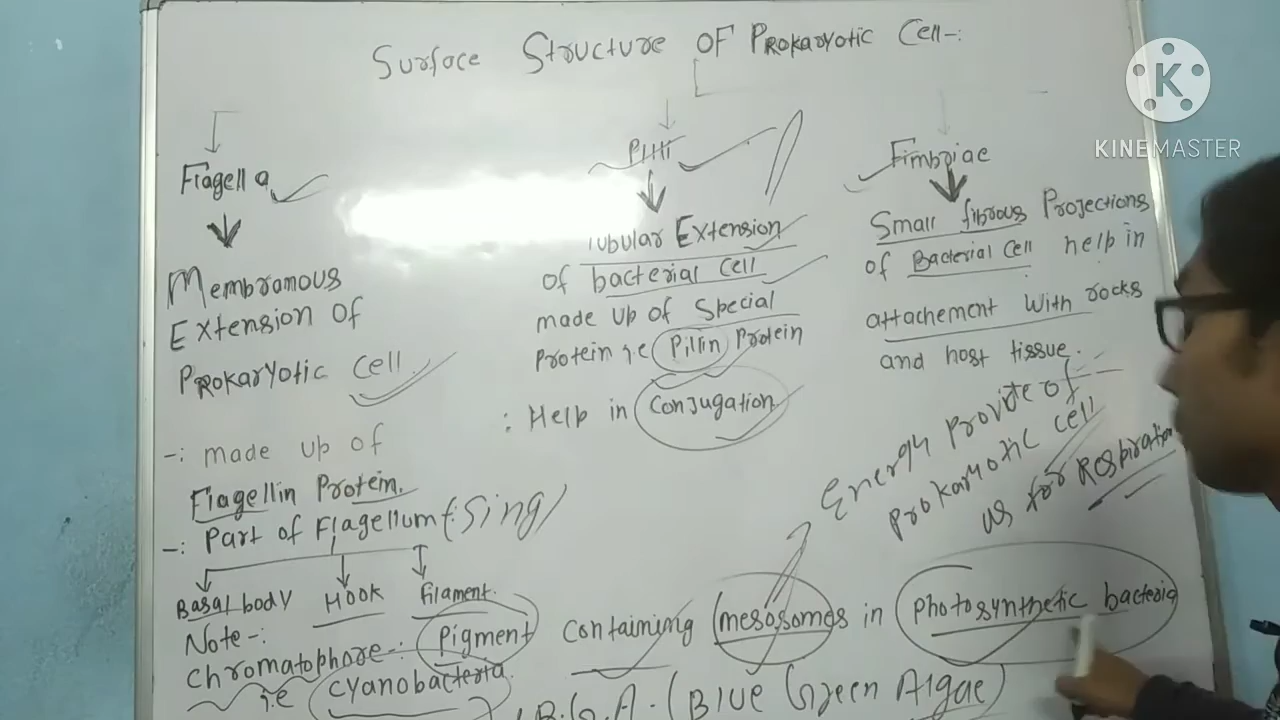 Surface Structure OF Prokaryotic Cell-:
K
KINEMASTER
Flagella
Membranous
Extension of
PRokaryotic cell.
-: made up of
Flagellin Protein.
-: Part of Flagellum (Sing)
Basal body Hook Filament.
Pilli
Tubular Extension
of bacterial cell
made up of Special
Protein i.e Pillin Protein
: Help in Conjugation
Fimbriae
Small fibrous Projections
of Bacterial Cell help in
attachement with rocks
and host tissue.
Energy provide of
prokaryotic cell
as for Respiration
Note-:
Chromatophore-: Pigment containing mesosomes in photosynthetic bacteria
i.e cyanobacteria
B.G.A. (Blue Green Algae)